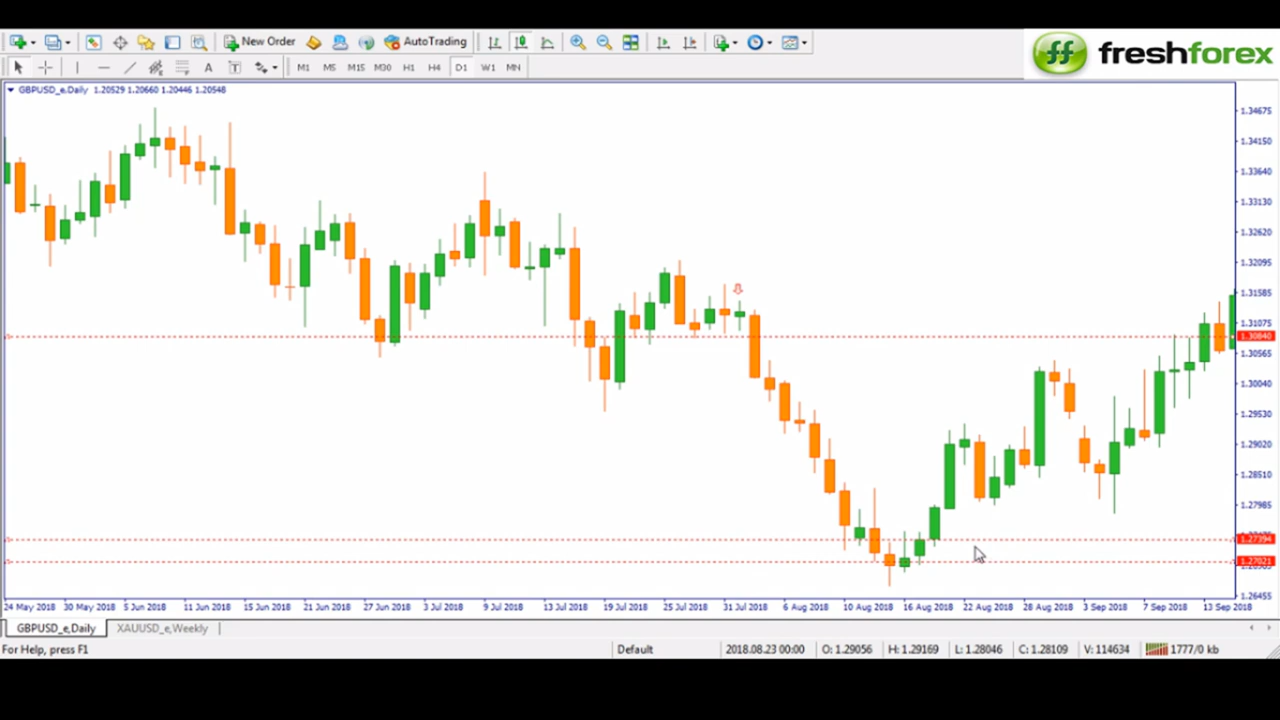 New Order
AutoTrading
ff freshforex
A T M1 M5 M15 M30 H1 H4 D1 W1 MN
GBPUSD_e,Daily 1.20529 1.20660 1.20446 1.20548
1.34675
1.34150
1.33640
1.33130
1.32620
1.32095
1.31585
1.31075
1.30840
1.30565
1.30040
1.29530
1.29020
1.28510
1.27985
1.27394
1.27021
1.26455
24 May 2018 30 May 2018 5 Jun 2018 11 Jun 2018 15 Jun 2018 21 Jun 2018 27 Jun 2018 3 Jul 2018 9 Jul 2018 13 Jul 2018 19 Jul 2018 25 Jul 2018 31 Jul 2018 6 Aug 2018 10 Aug 2018 16 Aug 2018 22 Aug 2018 28 Aug 2018 3 Sep 2018 7 Sep 2018 13 Sep 2018
GBPUSD_e,Daily XAUUSD_e,Weekly
For Help, press F1 Default 2018.08.23 00:00 O: 1.29056 H: 1.29169 L: 1.28046 C: 1.28109 V: 114634 1777/0 kb